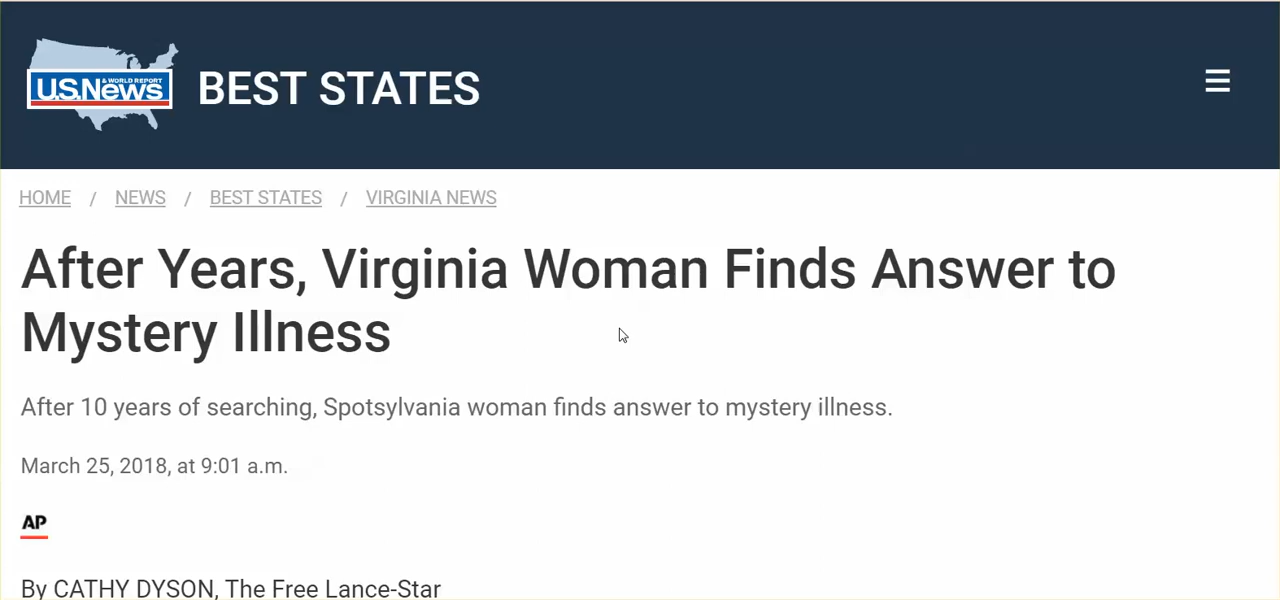 U.S.News & WORLD REPORT
BEST STATES
HOME / NEWS / BEST STATES / VIRGINIA NEWS
After Years, Virginia Woman Finds Answer to
Mystery Illness
After 10 years of searching, Spotsylvania woman finds answer to mystery illness.
March 25, 2018, at 9:01 a.m.
AP
By CATHY DYSON, The Free Lance-Star